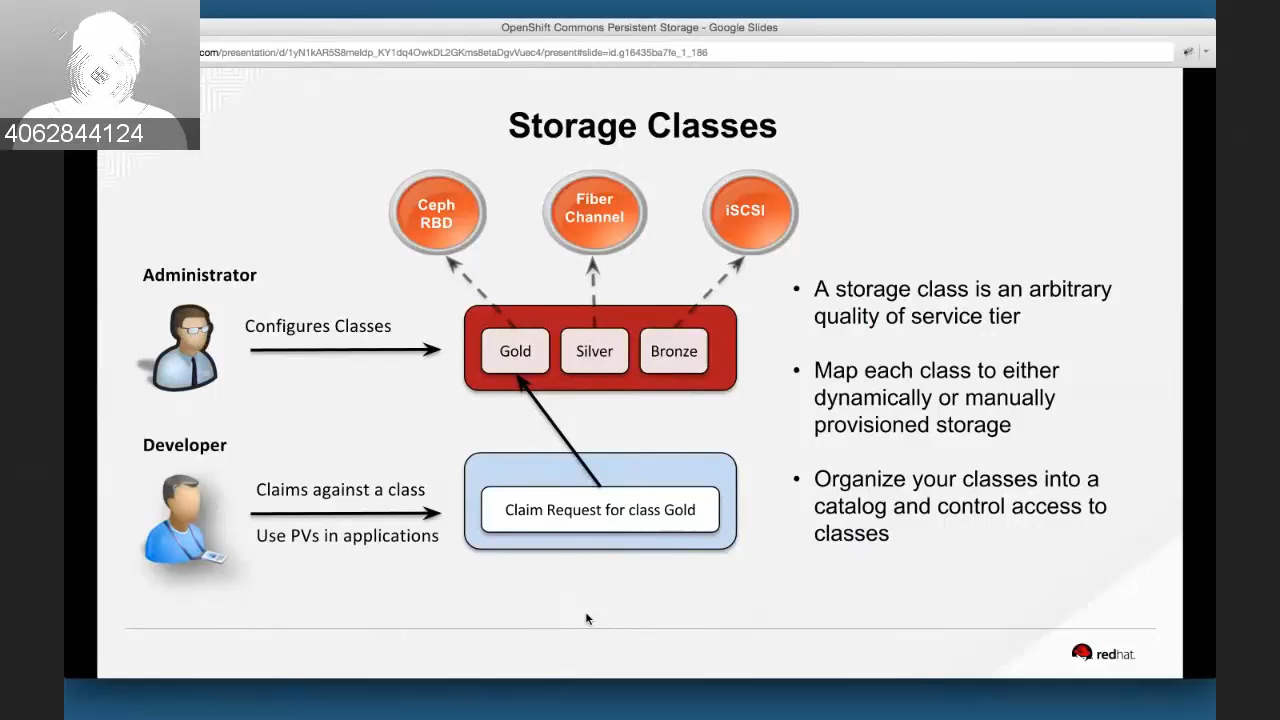 OpenShift Commons Persistent Storage - Google Slides
com/presentation/d/1yN1kAR5S8meIdp_KY1dq4OwkDL2GKms8etaDgvVuec4/present#slide=id.g16435ba7fe_1_186
4062844124
Storage Classes
Ceph
RBD
Fiber
Channel
iSCSI
Administrator
Configures Classes
Gold
Silver
Bronze
Developer
Claims against a class
Use PVs in applications
Claim Request for class Gold
• A storage class is an arbitrary
quality of service tier
• Map each class to either
dynamically or manually
provisioned storage
• Organize your classes into a
catalog and control access to
classes
redhat.